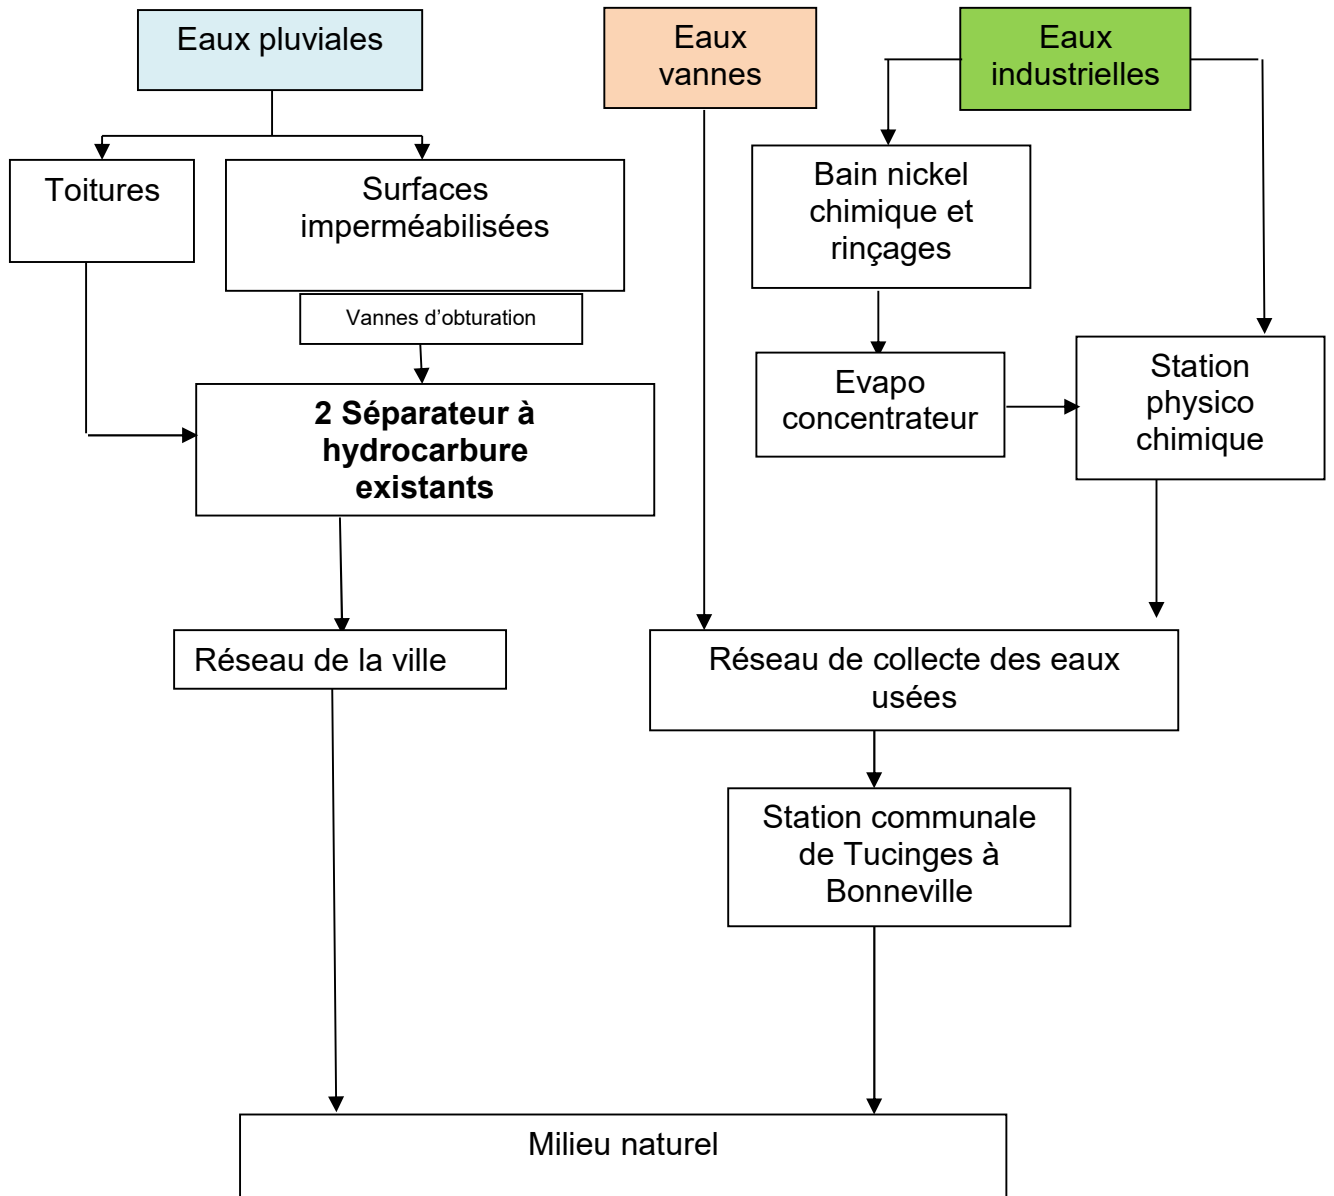 Eaux pluviales
Eaux
vannes
Eaux
industrielles
Toitures
Surfaces
imperméabilisées
Bain nickel
chimique et
rinçages
Vannes d’obturation
Evapo
concentrateur
Station
physico
chimique
2 Séparateur à
hydrocarbure
existants
Réseau de la ville
Réseau de collecte des eaux
usées
Station communale
de Tucinges à
Bonneville
Milieu naturel